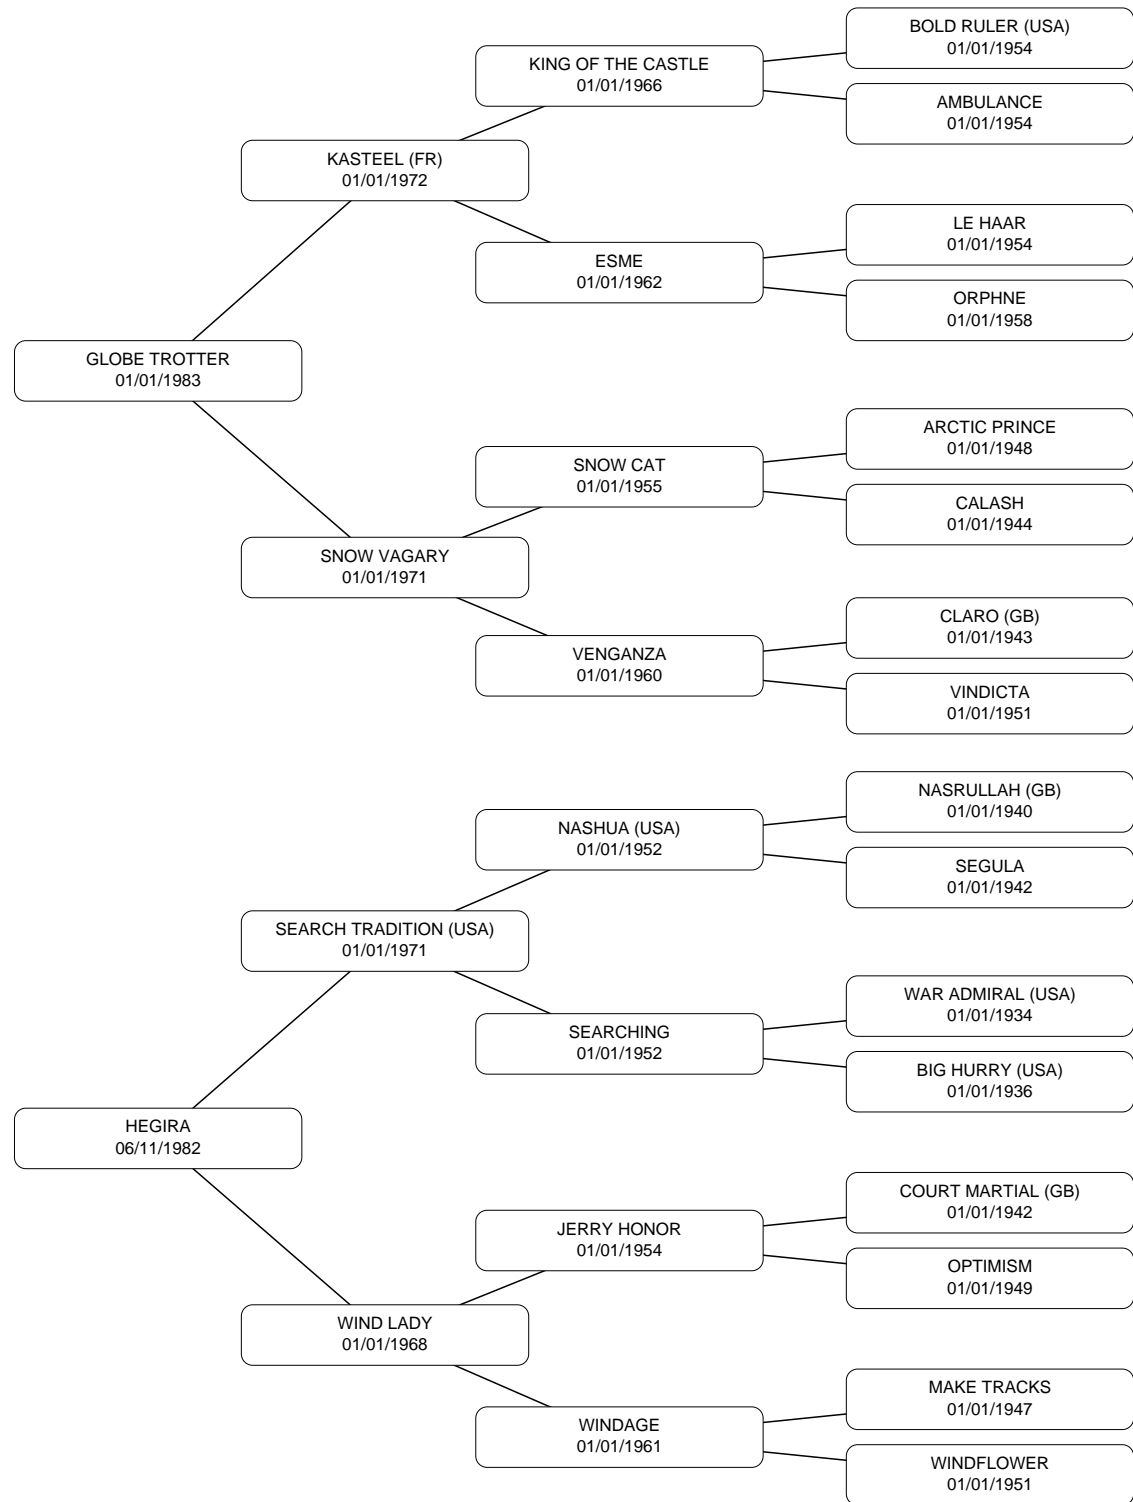 BOLD RULER (USA)
01/01/1954
KING OF THE CASTLE
01/01/1966
AMBULANCE
01/01/1954
KASTEEL (FR)
01/01/1972
LE HAAR
01/01/1954
ESME
01/01/1962
ORPHNE
01/01/1958
GLOBE TROTTER
01/01/1983
ARCTIC PRINCE
01/01/1948
SNOW CAT
01/01/1955
CALASH
01/01/1944
SNOW VAGARY
01/01/1971
CLARO (GB)
01/01/1943
VENGANZA
01/01/1960
VINDICTA
01/01/1951
NASRULLAH (GB)
01/01/1940
NASHUA (USA)
01/01/1952
SEGULA
01/01/1942
SEARCH TRADITION (USA)
01/01/1971
WAR ADMIRAL (USA)
01/01/1934
SEARCHING
01/01/1952
BIG HURRY (USA)
01/01/1936
HEGIRA
06/11/1982
COURT MARTIAL (GB)
01/01/1942
JERRY HONOR
01/01/1954
OPTIMISM
01/01/1949
WIND LADY
01/01/1968
MAKE TRACKS
01/01/1947
WINDAGE
01/01/1961
WINDFLOWER
01/01/1951